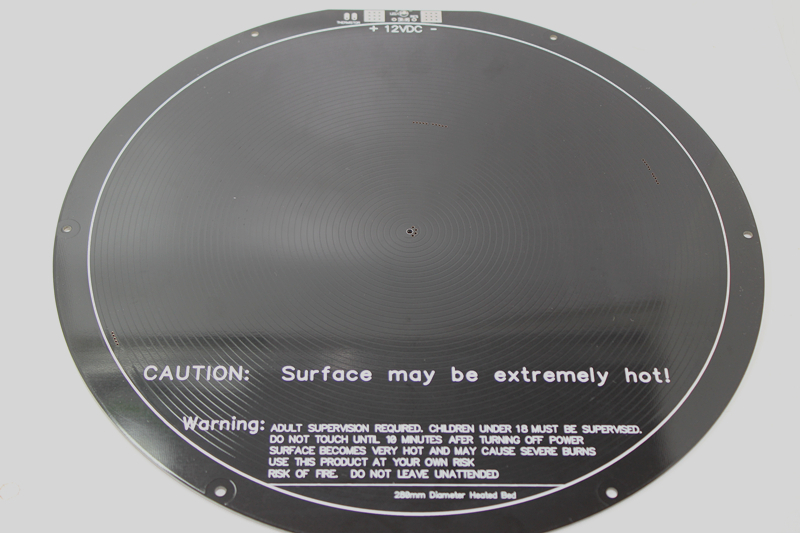 + 12VDC -
CAUTION: Surface may be extremely hot!
Warning: ADULT SUPERVISION REQUIRED. CHILDREN UNDER 18 MUST BE SUPERVISED.
DO NOT TOUCH UNTIL 10 MINUTES AFER TURNING OFF POWER
SURFACE BECOMES VERY HOT AND MAY CAUSE SEVERE BURNS
USE THIS PRODUCT AT YOUR OWN RISK
RISK OF FIRE. DO NOT LEAVE UNATTENDED
280mm Diameter Heated Bed